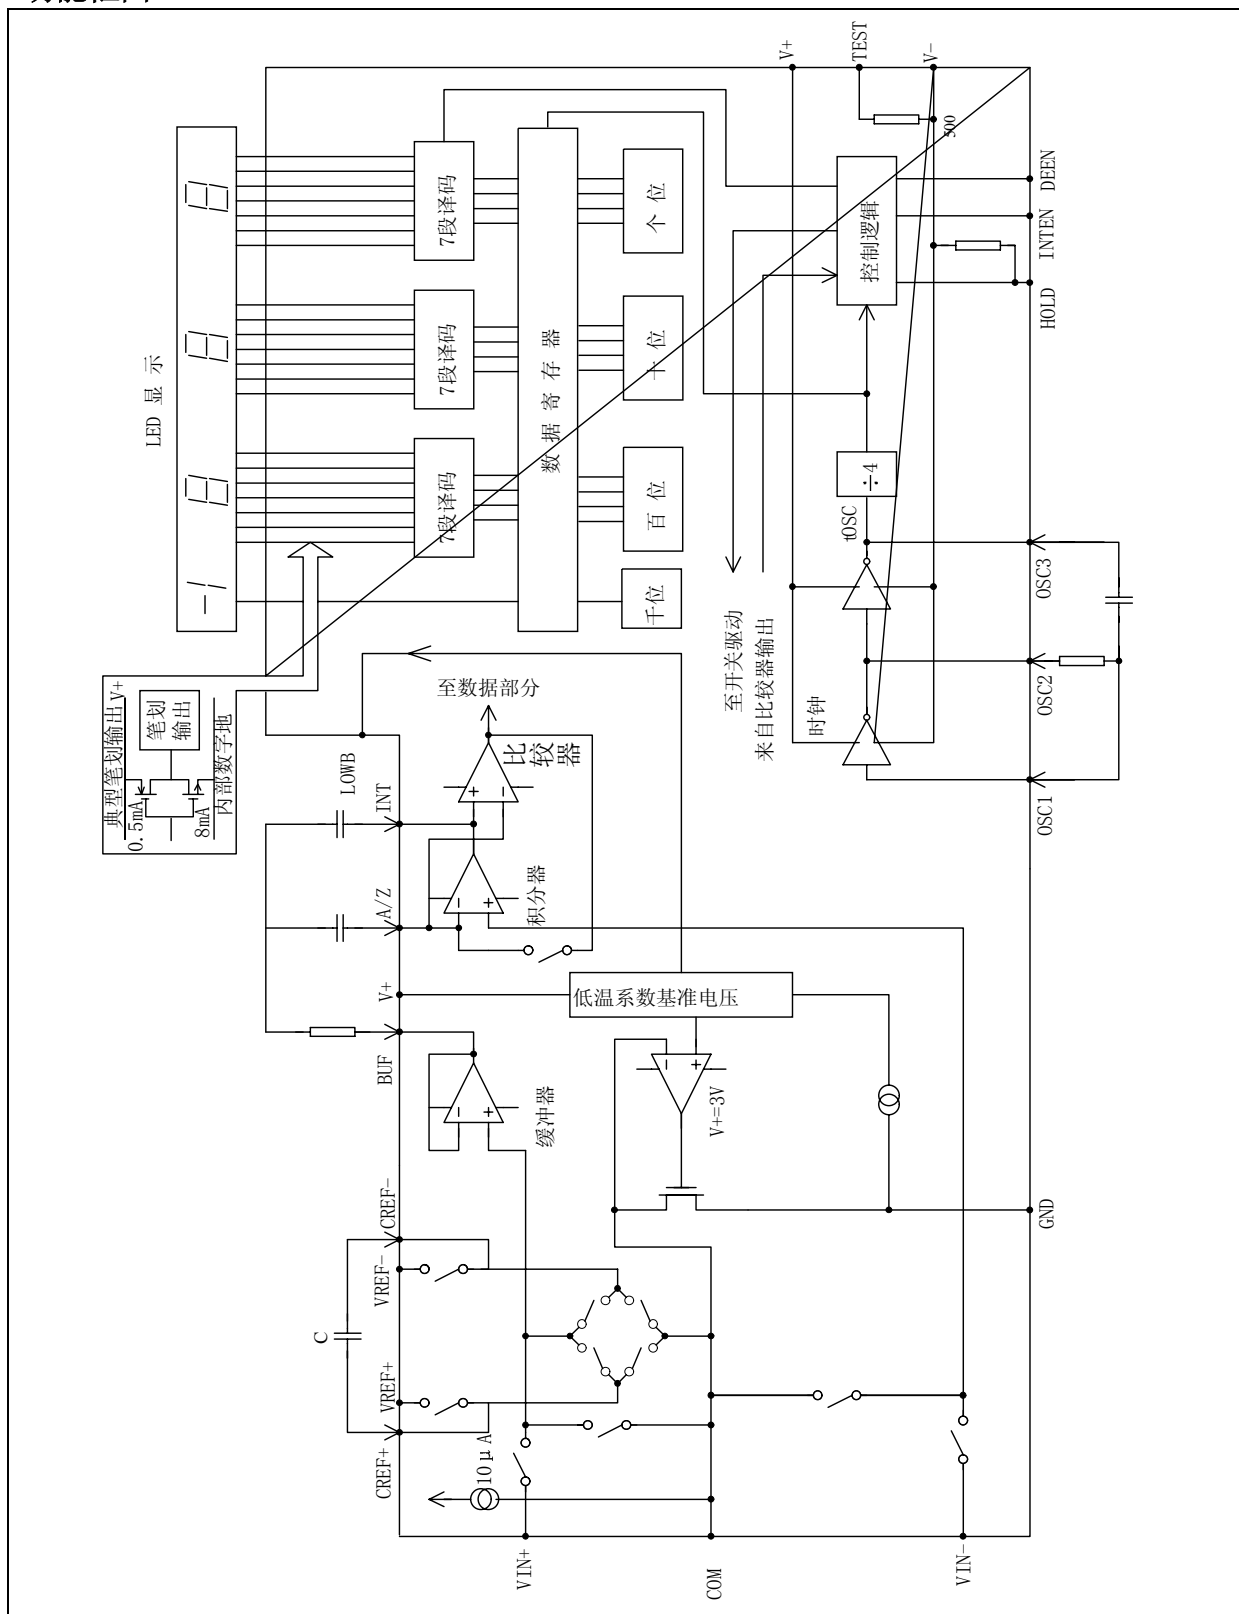 LED 显 示
7段译码
7段译码
7段译码
数 据 寄 存 器
千位
百 位
十 位
个 位
典型笔划输出
V+
0.5mA
笔划
输出
8mA
内部数字地
V+
TEST
V-
500
控制逻辑
DEEN
INTEN
HOLD
÷4
tOSC
时钟
OSC3
OSC2
OSC1
至开关驱动
来自比较器输出
至数据部分
LOWB
INT
比较器
积分器
A/Z
V+
BUF
缓冲器
低温系数基准电压
V+=3V
GND
CREF-
VREF-
C
VREF+
CREF+
10μA
VIN+
COM
VIN-